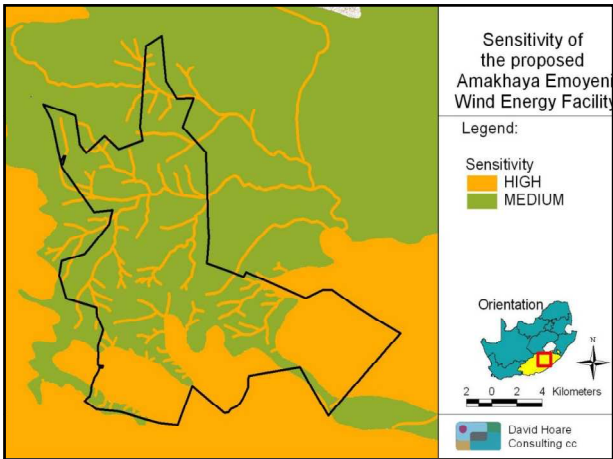 Sensitivity of
the proposed
Amakhaya Emoyeni
Wind Energy Facility
Legend:
Sensitivity
HIGH
MEDIUM
Orientation
N
2 0 2 4 Kilometers
David Hoare
Consulting cc